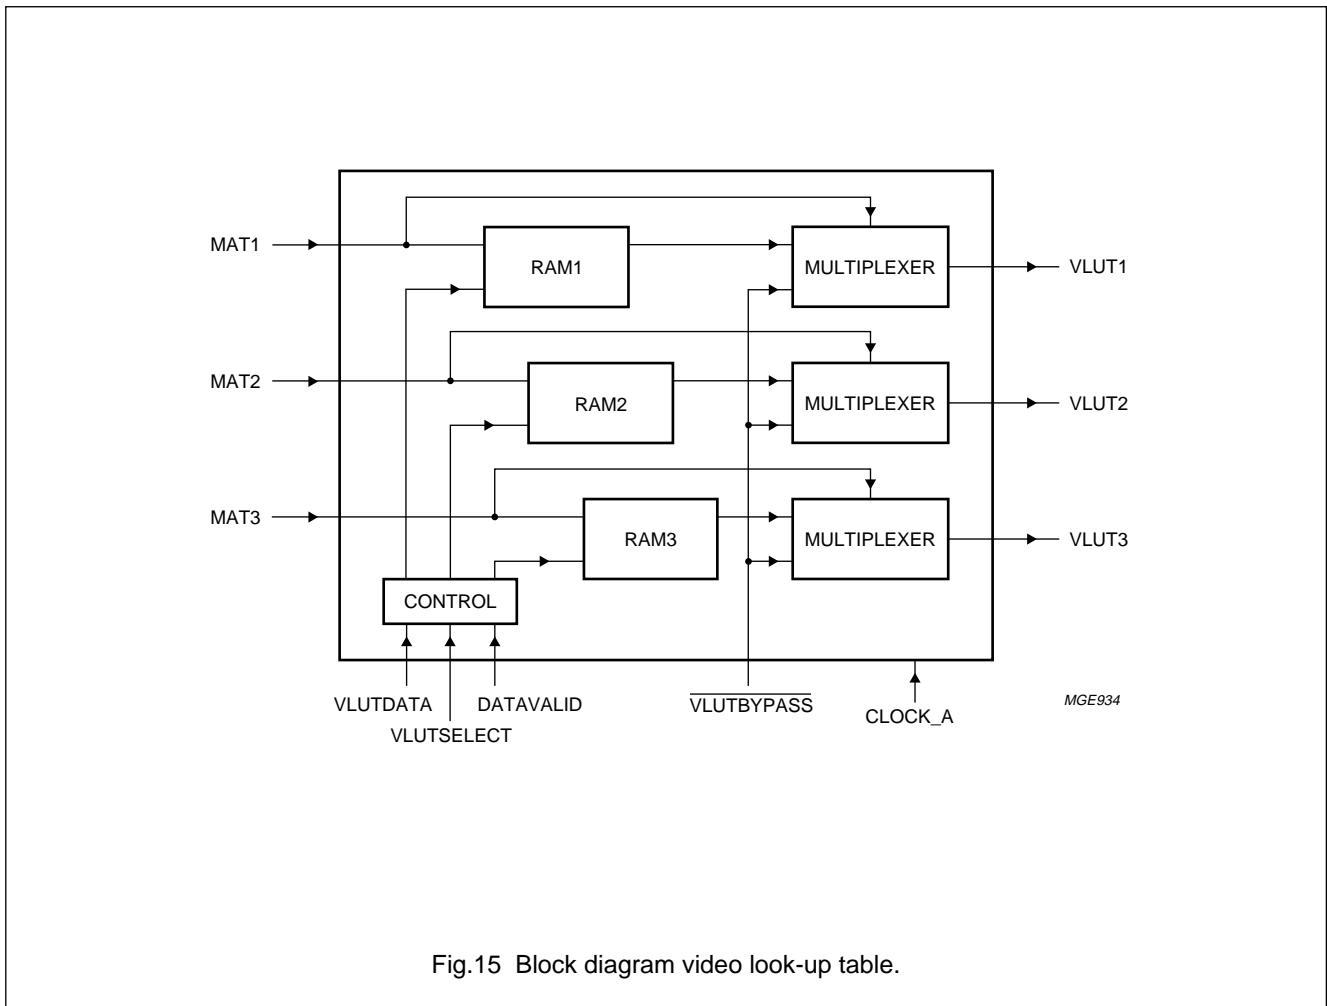 MAT1
RAM1
MULTIPLEXER
VLUT1
MAT2
RAM2
MULTIPLEXER
VLUT2
MAT3
RAM3
MULTIPLEXER
VLUT3
CONTROL
VLUTDATA
VLUTSELECT
DATAVALID
VLUTBYPASS
CLOCK_A
MGE934
Fig.15 Block diagram video look-up table.